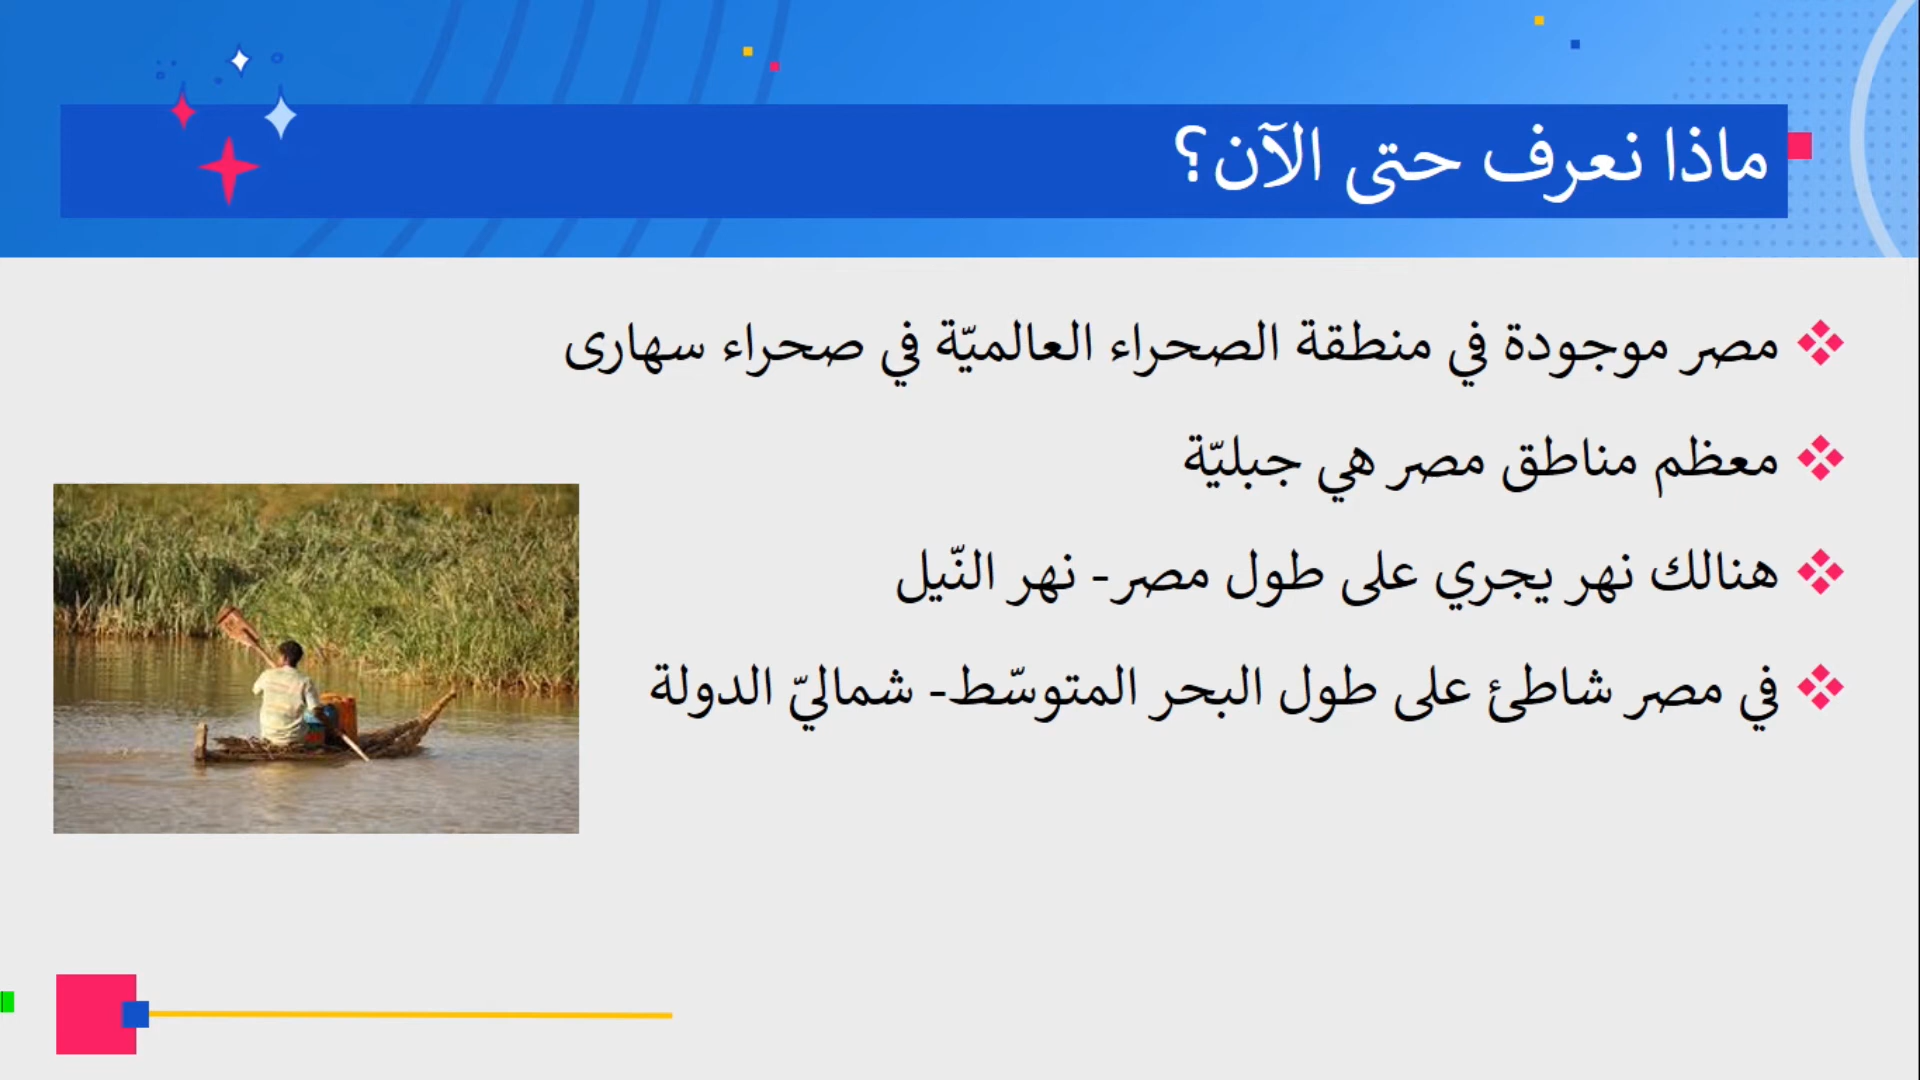 ماذا نعرف حتى الآن؟
مصر موجودة في منطقة الصحراء العالميّة في صحراء سهارى
معظم مناطق مصر هي جبليّة
هنالك نهر يجري على طول مصر- نهر النّيل
في مصر شاطئ على طول البحر المتوسّط- شماليّ الدولة